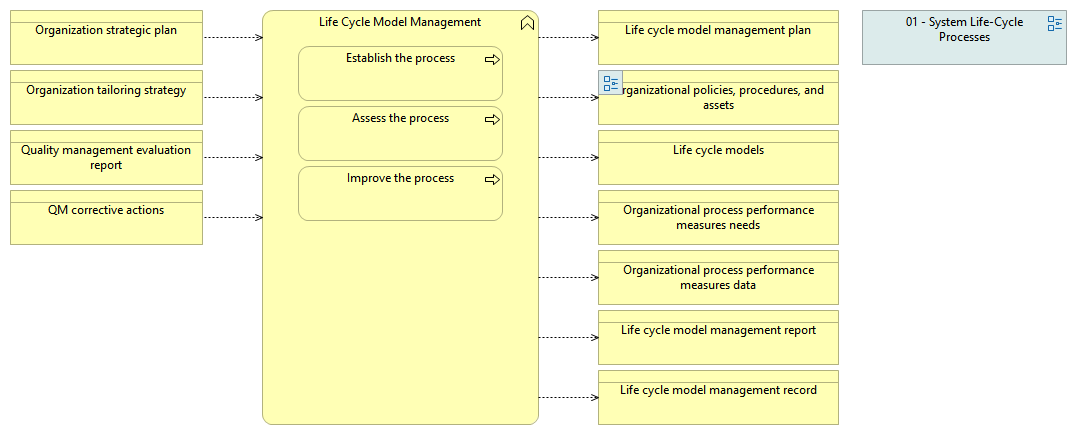 Organization strategic plan
Organization tailoring strategy
Quality management evaluation
report
QM corrective actions
Life Cycle Model Management
Establish the process
Assess the process
Improve the process
Life cycle model management plan
rganizational policies, procedures, and
assets
Life cycle models
Organizational process performance
measures needs
Organizational process performance
measures data
Life cycle model management report
Life cycle model management record
01 - System Life-Cycle
Processes